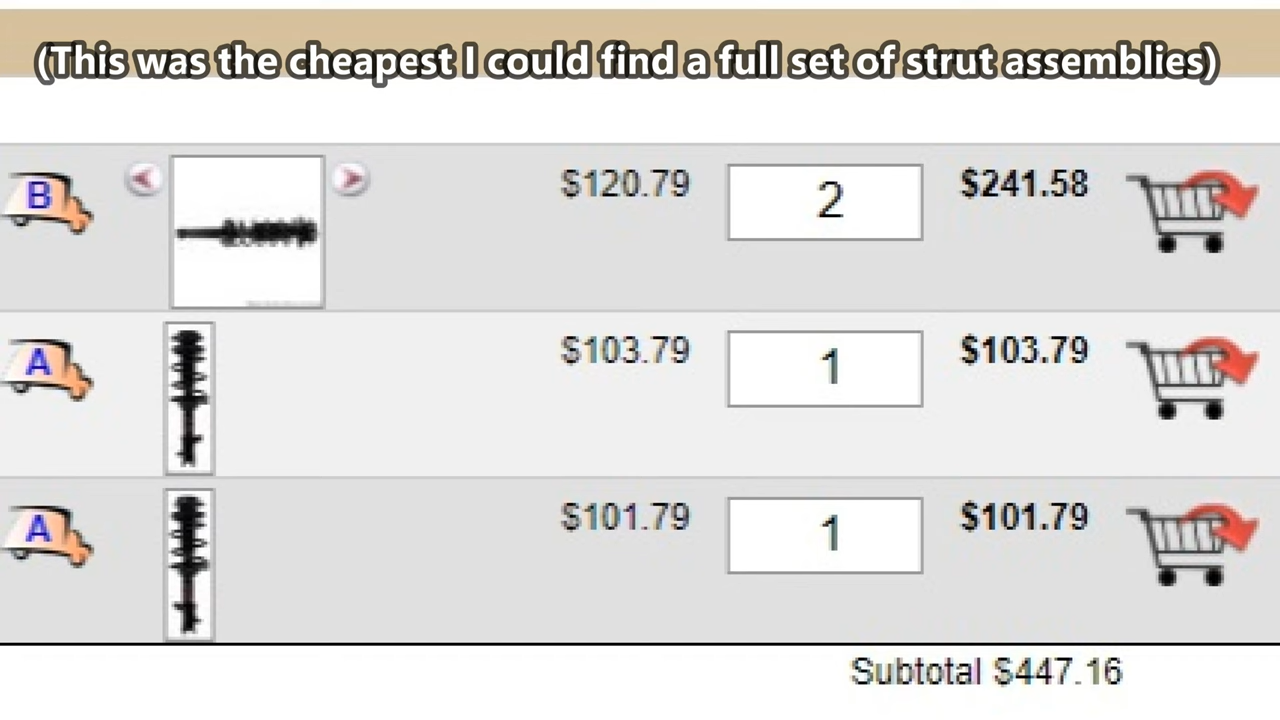 (This was the cheapest I could find a full set of strut assemblies)
B $120.79 2 $241.58
A $103.79 1 $103.79
A $101.79 1 $101.79
Subtotal $447.16